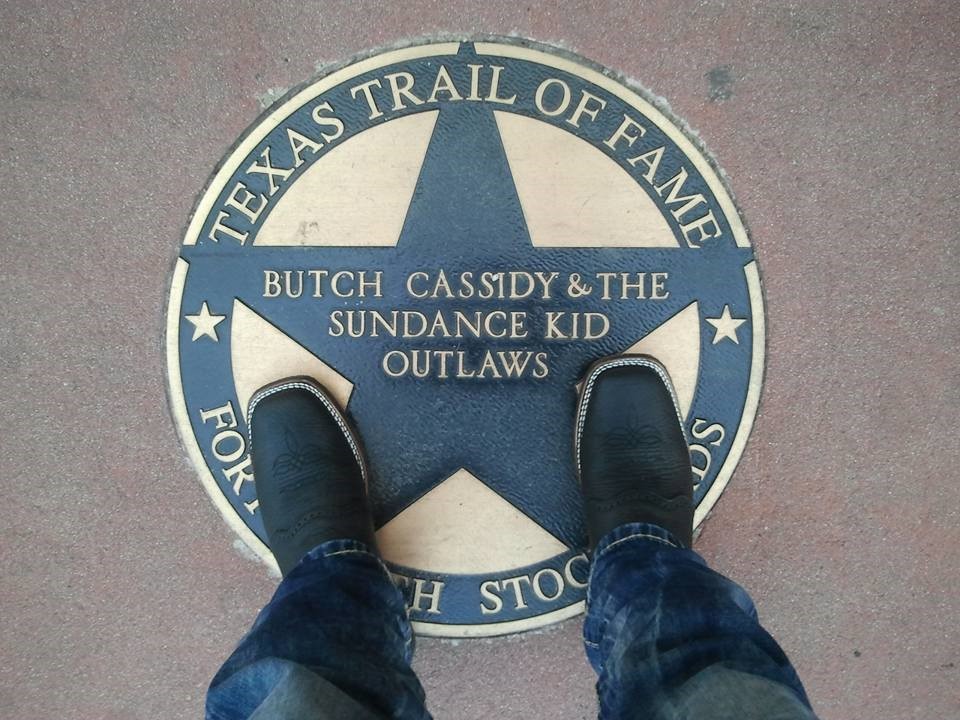 TEXAS TRAIL OF FAME
BUTCH CASSIDY & THE
SUNDANCE KID
OUTLAWS